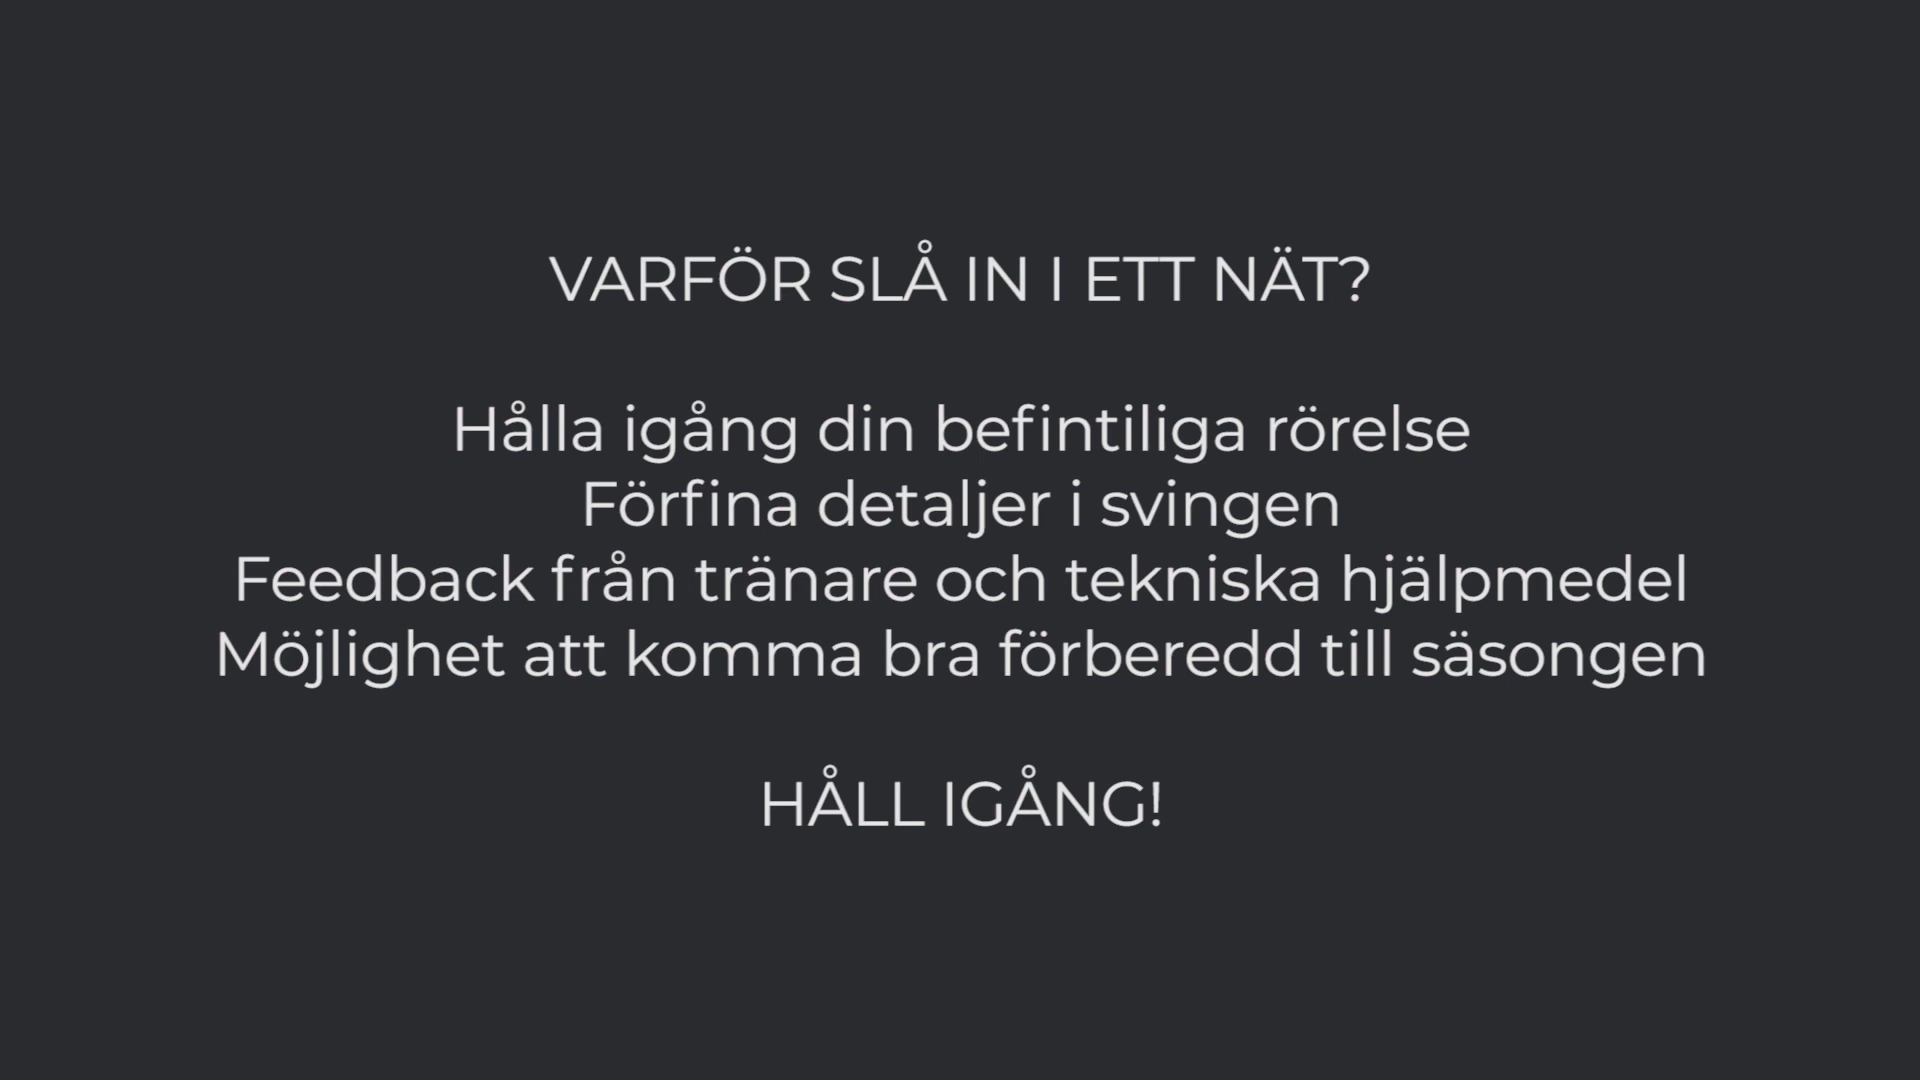 VARFÖR SLÅ IN I ETT NÄT?
Hålla igång din befintiliga rörelse
Förfina detaljer i svingen
Feedback från tränare och tekniska hjälpmedel
Möjlighet att komma bra förberedd till säsongen
HÅLL IGÅNG!